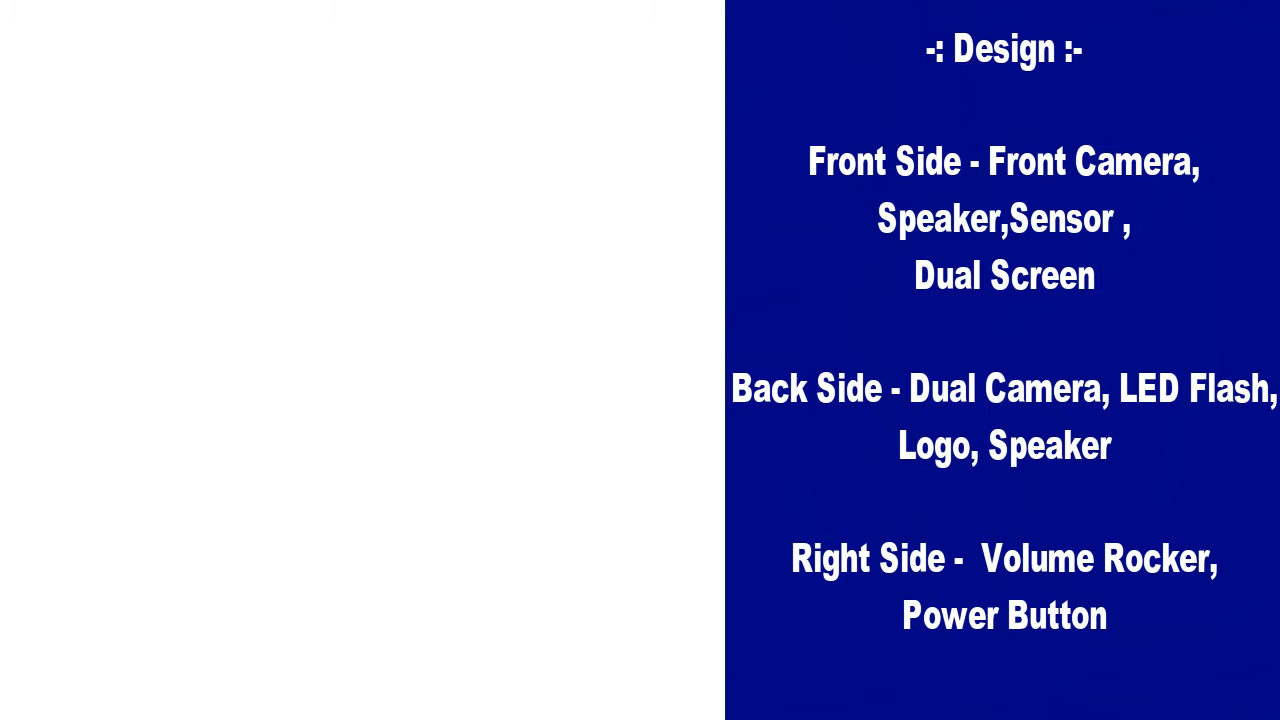 -: Design :-
Front Side - Front Camera,
Speaker,Sensor ,
Dual Screen
Back Side - Dual Camera, LED Flash,
Logo, Speaker
Right Side -  Volume Rocker,
Power Button